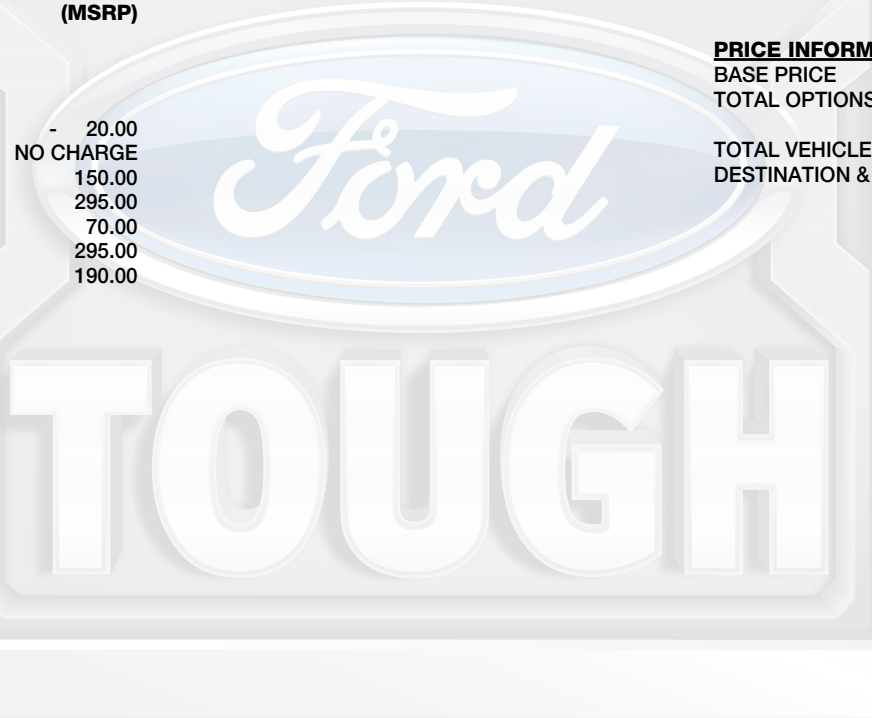 (MSRP)
- 20.00
NO CHARGE
150.00
295.00
70.00
295.00
190.00
PRICE INFORM
BASE PRICE
TOTAL OPTIONS
TOTAL VEHICLE
DESTINATION &
Ford
TOUGH